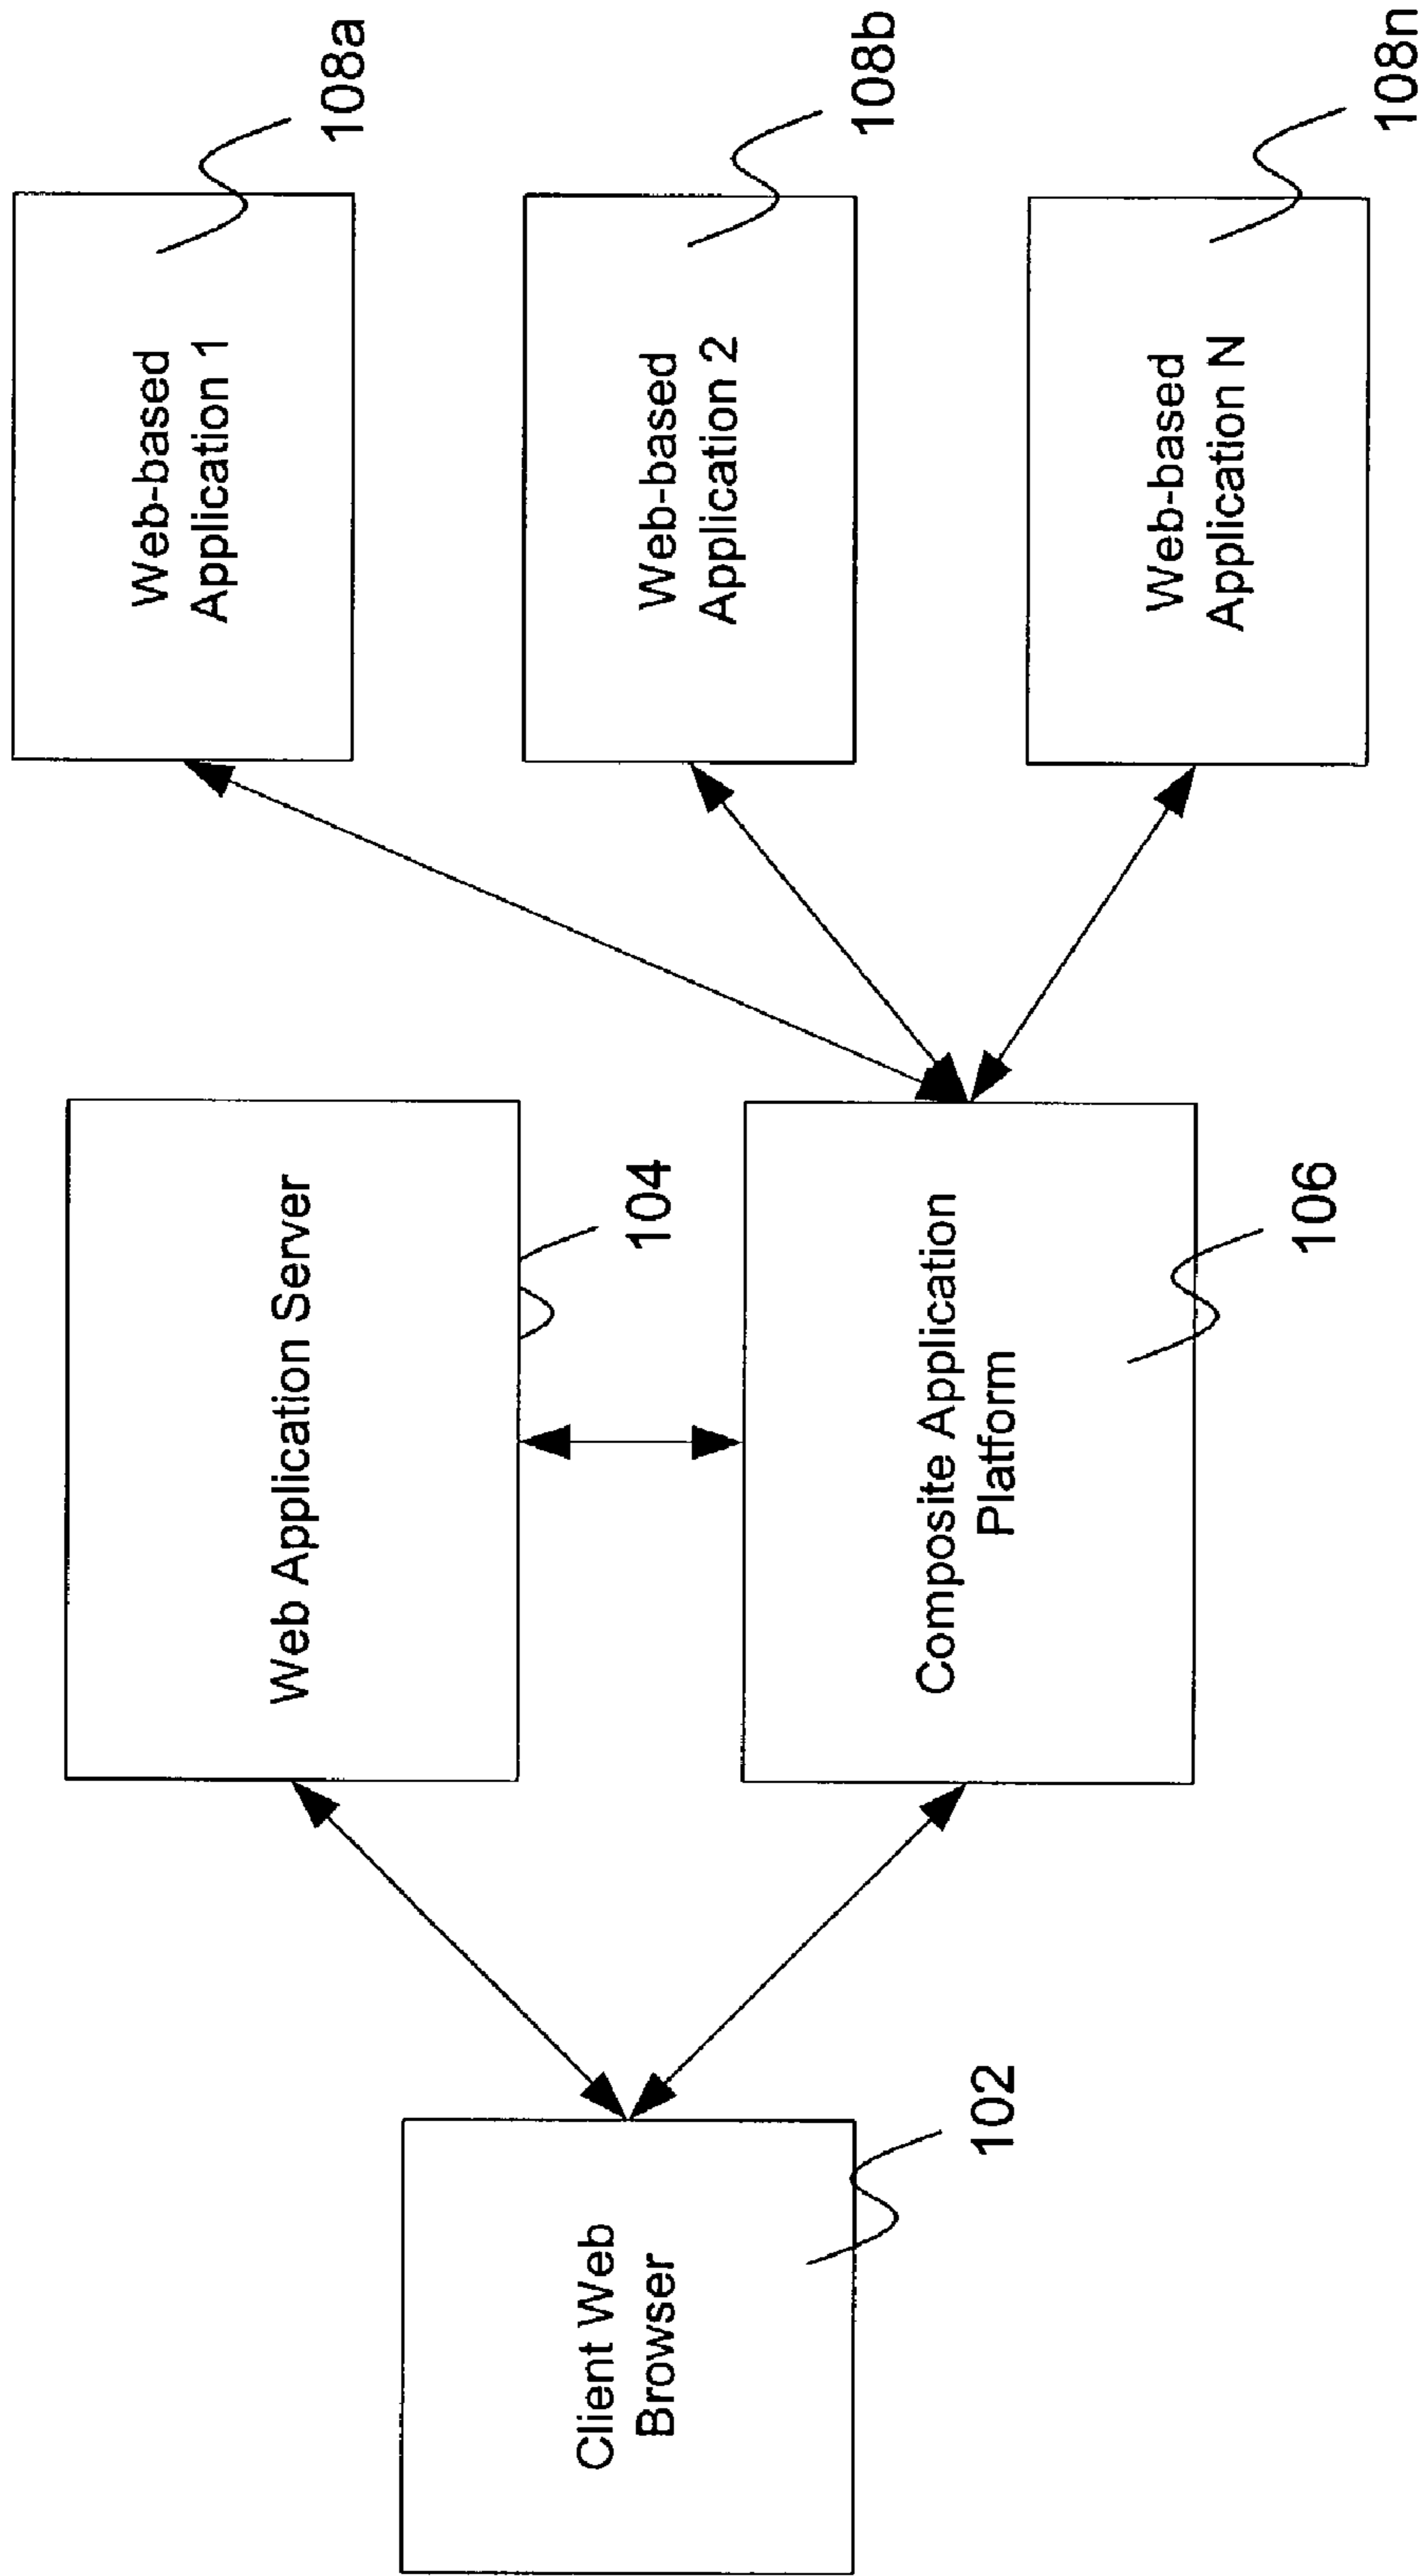 Client Web
Browser
102
Web Application Server
104
Composite Application
Platform
106
Web-based
Application 1
108a
Web-based
Application 2
108b
Web-based
Application N
108n